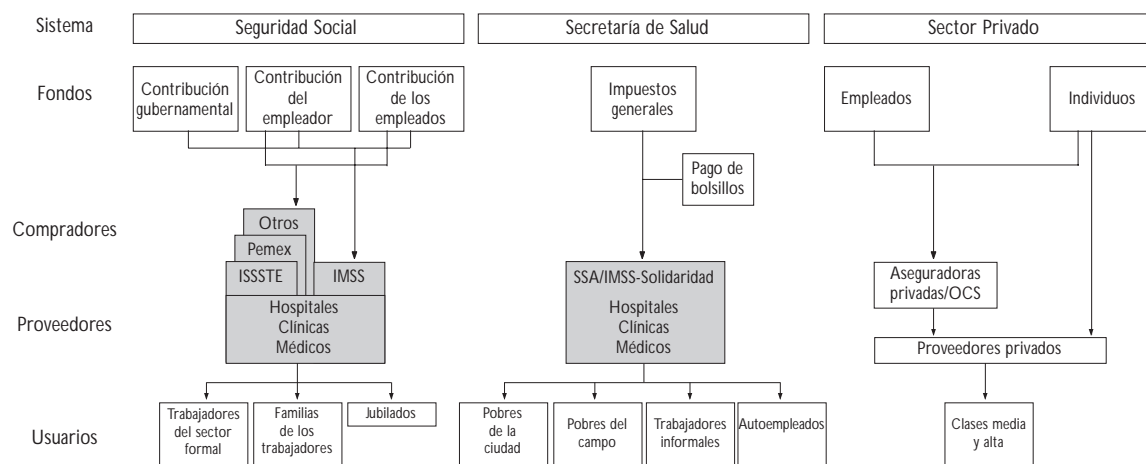 Sistema
Seguridad Social
Secretaría de Salud
Sector Privado
Fondos
Contribución
gubernamental
Contribución
del
empleador
Contribución
de los
empleados
Impuestos
generales
Empleados
Individuos
Pago de
bolsillos
Compradores
Otros
Pemex
ISSSTE
IMSS
SSA/IMSS-Solidaridad
Aseguradoras
privadas/OCS
Proveedores
Hospitales
Clínicas
Médicos
Hospitales
Clínicas
Médicos
Proveedores privados
Usuarios
Trabajadores
del sector
formal
Familias
de los
trabajadores
Jubilados
Pobres
de la
ciudad
Pobres del
campo
Trabajadores
informales
Autoempleados
Clases media
y alta